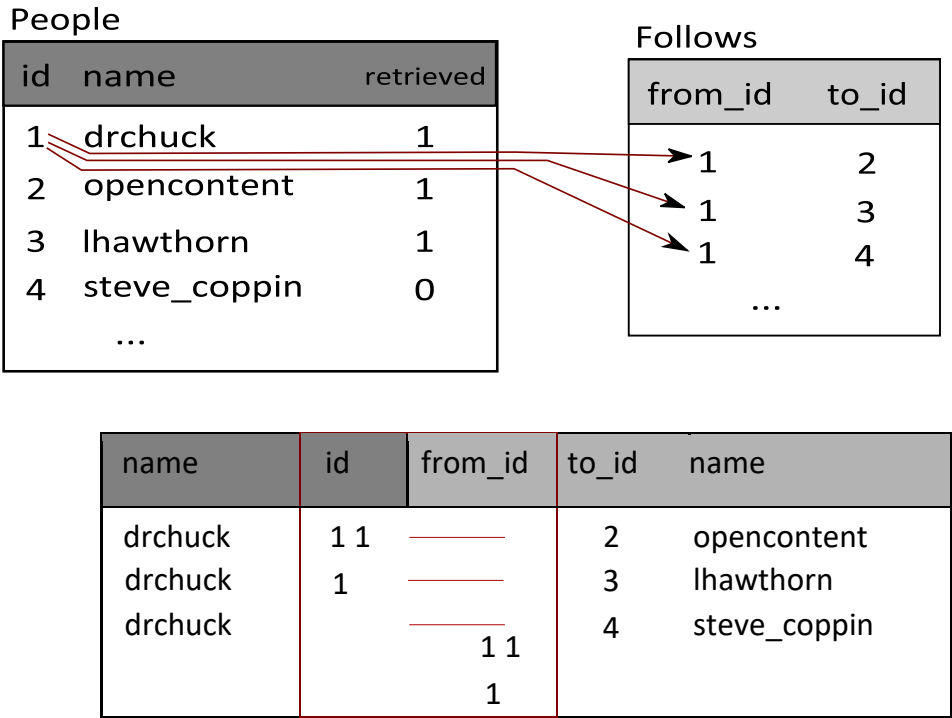 People
id name retrieved
1 drchuck 1
2 opencontent 1
3 lhawthorn 1
4 steve_coppin 0
...
Follows
from_id to_id
1 2
1 3
1 4
...
name id from_id to_id name
drchuck 1 1 2 opencontent
drchuck 1 3 lhawthorn
drchuck 4 steve_coppin
1 1
1